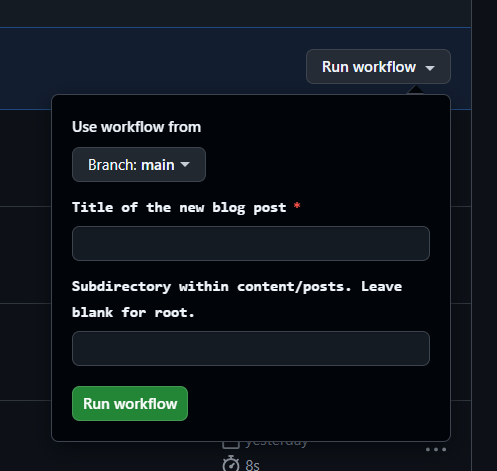 Run workflow
Use workflow from
Branch: main
Title of the new blog post *
Subdirectory within content/posts. Leave
blank for root.
Run workflow
yesterday
8s